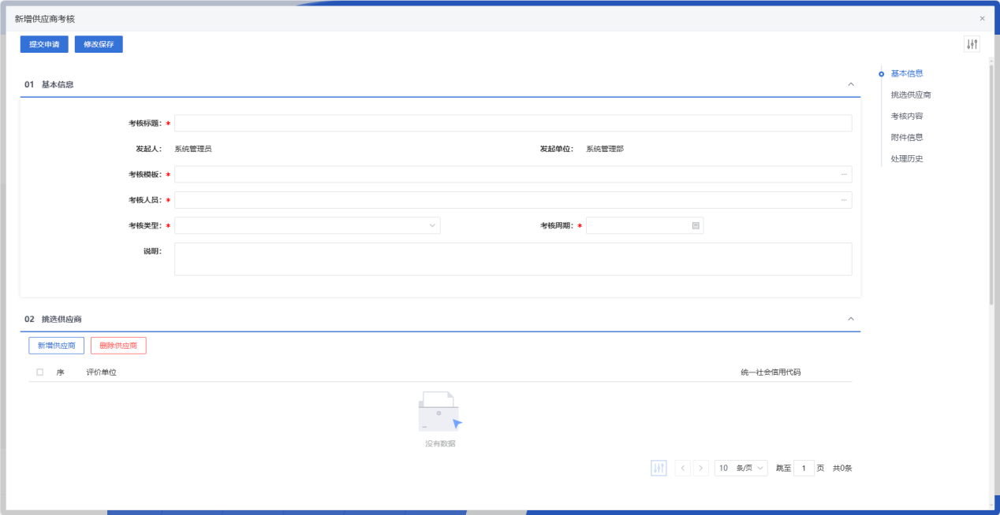 新增供应商考核
提交申请 修改保存
01 基本信息
考核标题： *
发起人： 系统管理员 发起单位： 系统管理部
考核模板： *
考核人员： *
考核类型： * 考核周期： *
说明：
02 挑选供应商
新增供应商 删除供应商
序 评价单位 统一社会信用代码
没有数据
10 条/页 跳至 1 页 共0条
基本信息
挑选供应商
考核内容
附件信息
处理历史